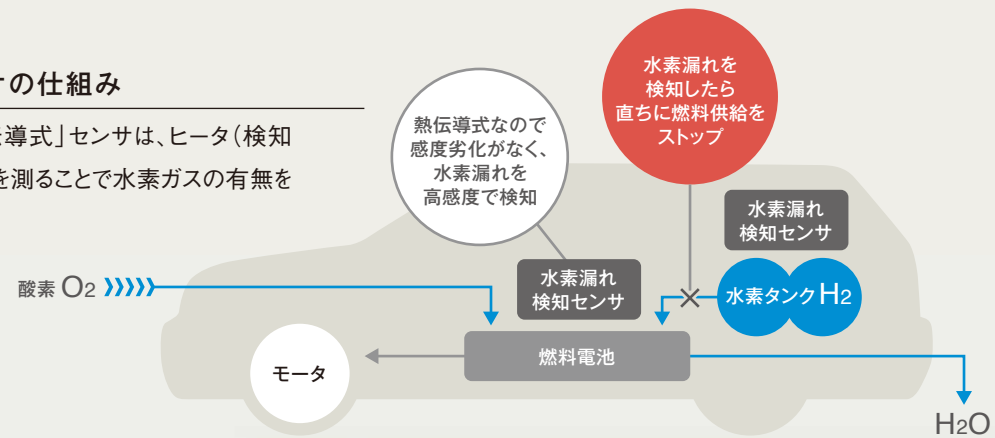 の仕組み
導式」センサは、ヒータ（検知
を測ることで水素ガスの有無を
熱伝導式なので
感度劣化がなく、
水素漏れを
高感度で検知
水素漏れを
検知したら
直ちに燃料供給を
ストップ
水素漏れ
検知センサ
酸素 O2
水素漏れ
検知センサ
水素タンク H2
燃料電池
モータ
H2O